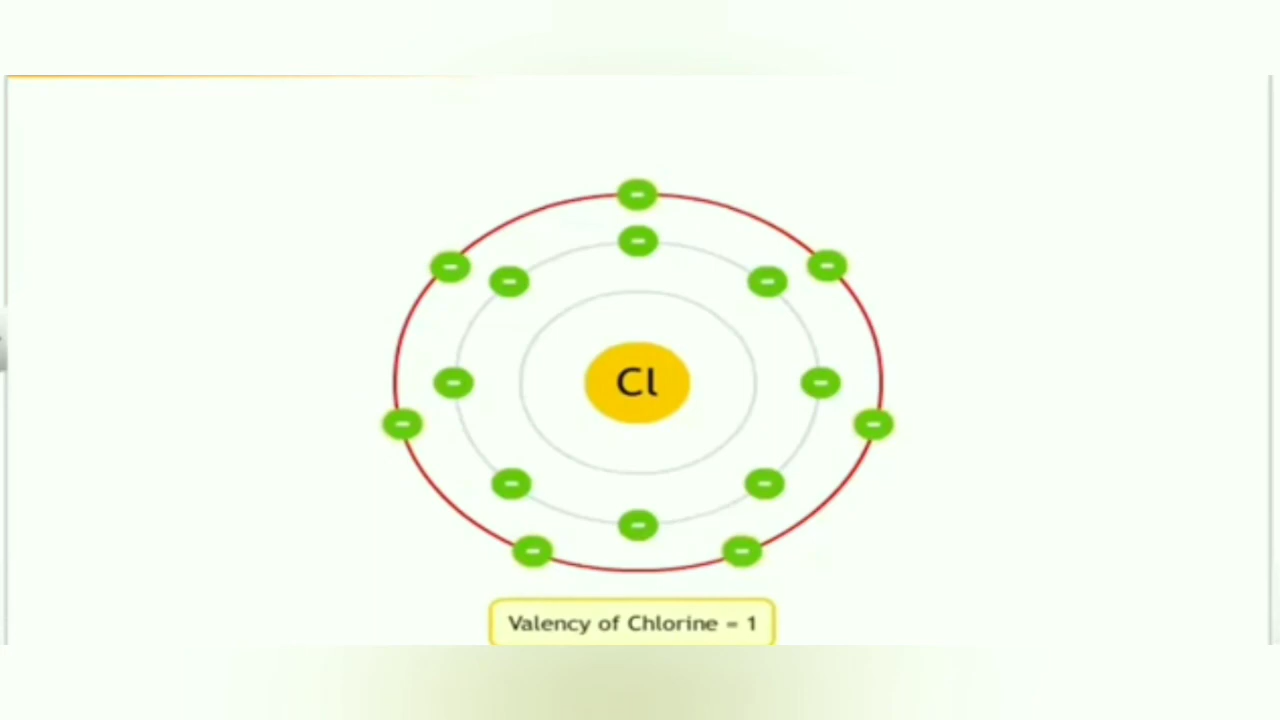 Cl
Valency of Chlorine = 1